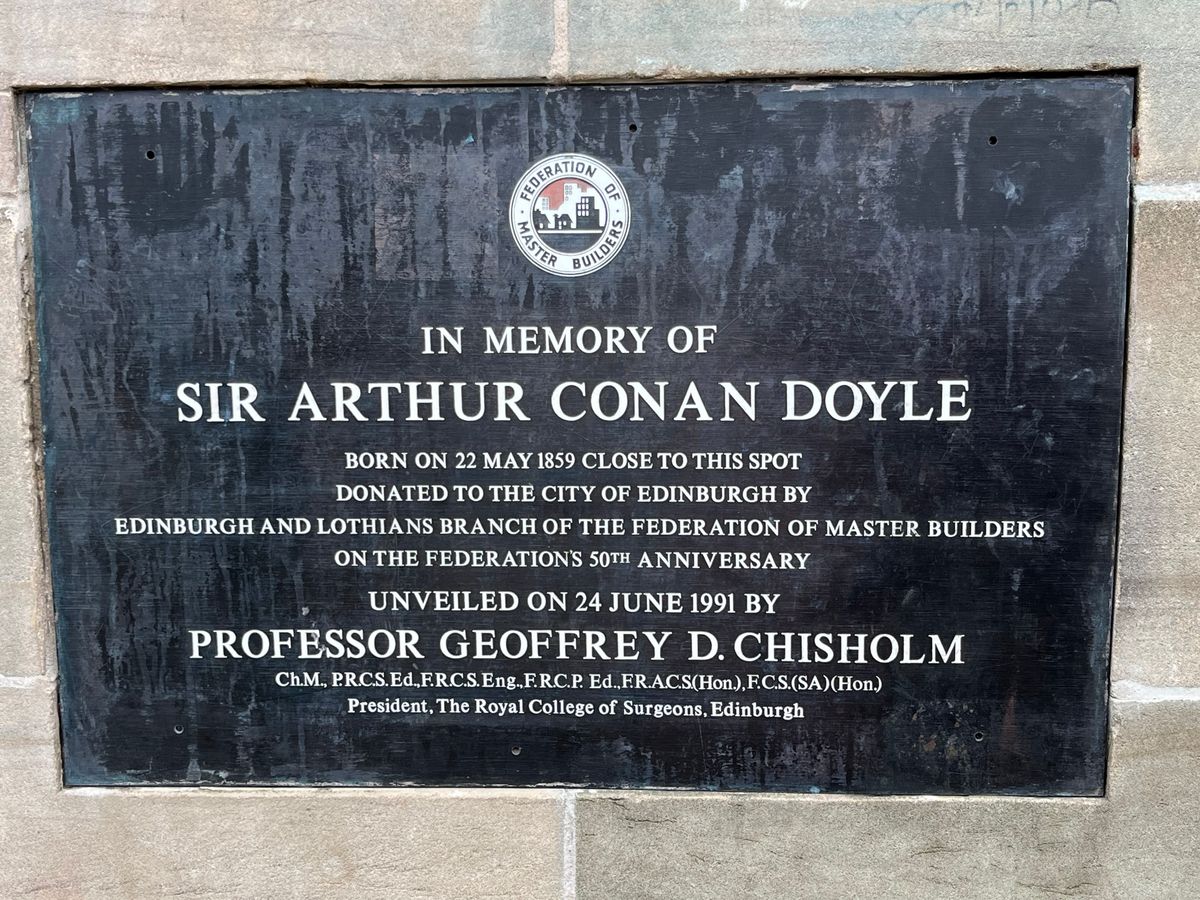 FEDERATION OF
MASTER BUILDERS
IN MEMORY OF
SIR ARTHUR CONAN DOYLE
BORN ON 22 MAY 1859 CLOSE TO THIS SPOT
DONATED TO THE CITY OF EDINBURGH BY
EDINBURGH AND LOTHIANS BRANCH OF THE FEDERATION OF MASTER BUILDERS
ON THE FEDERATION'S 50TH ANNIVERSARY
UNVEILED ON 24 JUNE 1991 BY
PROFESSOR GEOFFREY D. CHISHOLM
Ch.M., P.R.C.S. Ed., F.R.C.S. Eng., F.R.C.P. Ed., F.R.A.C.S.(Hon.), F.C.S.(SA)(Hon.)
President, The Royal College of Surgeons, Edinburgh